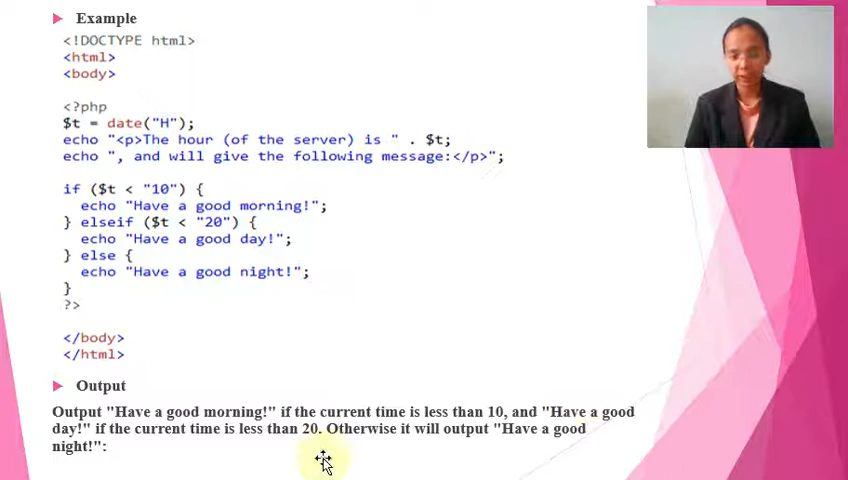 Example
<!DOCTYPE html>
<html>
<body>
<?php
$t = date("H");
echo "<p>The hour (of the server) is " . $t;
echo ", and will give the following message:</p>";
if ($t < "10") {
echo "Have a good morning!";
} elseif ($t < "20") {
echo "Have a good day!";
} else {
echo "Have a good night!";
}
?>
</body>
</html>
Output
Output "Have a good morning!" if the current time is less than 10, and "Have a good
day!" if the current time is less than 20. Otherwise it will output "Have a good
night!":